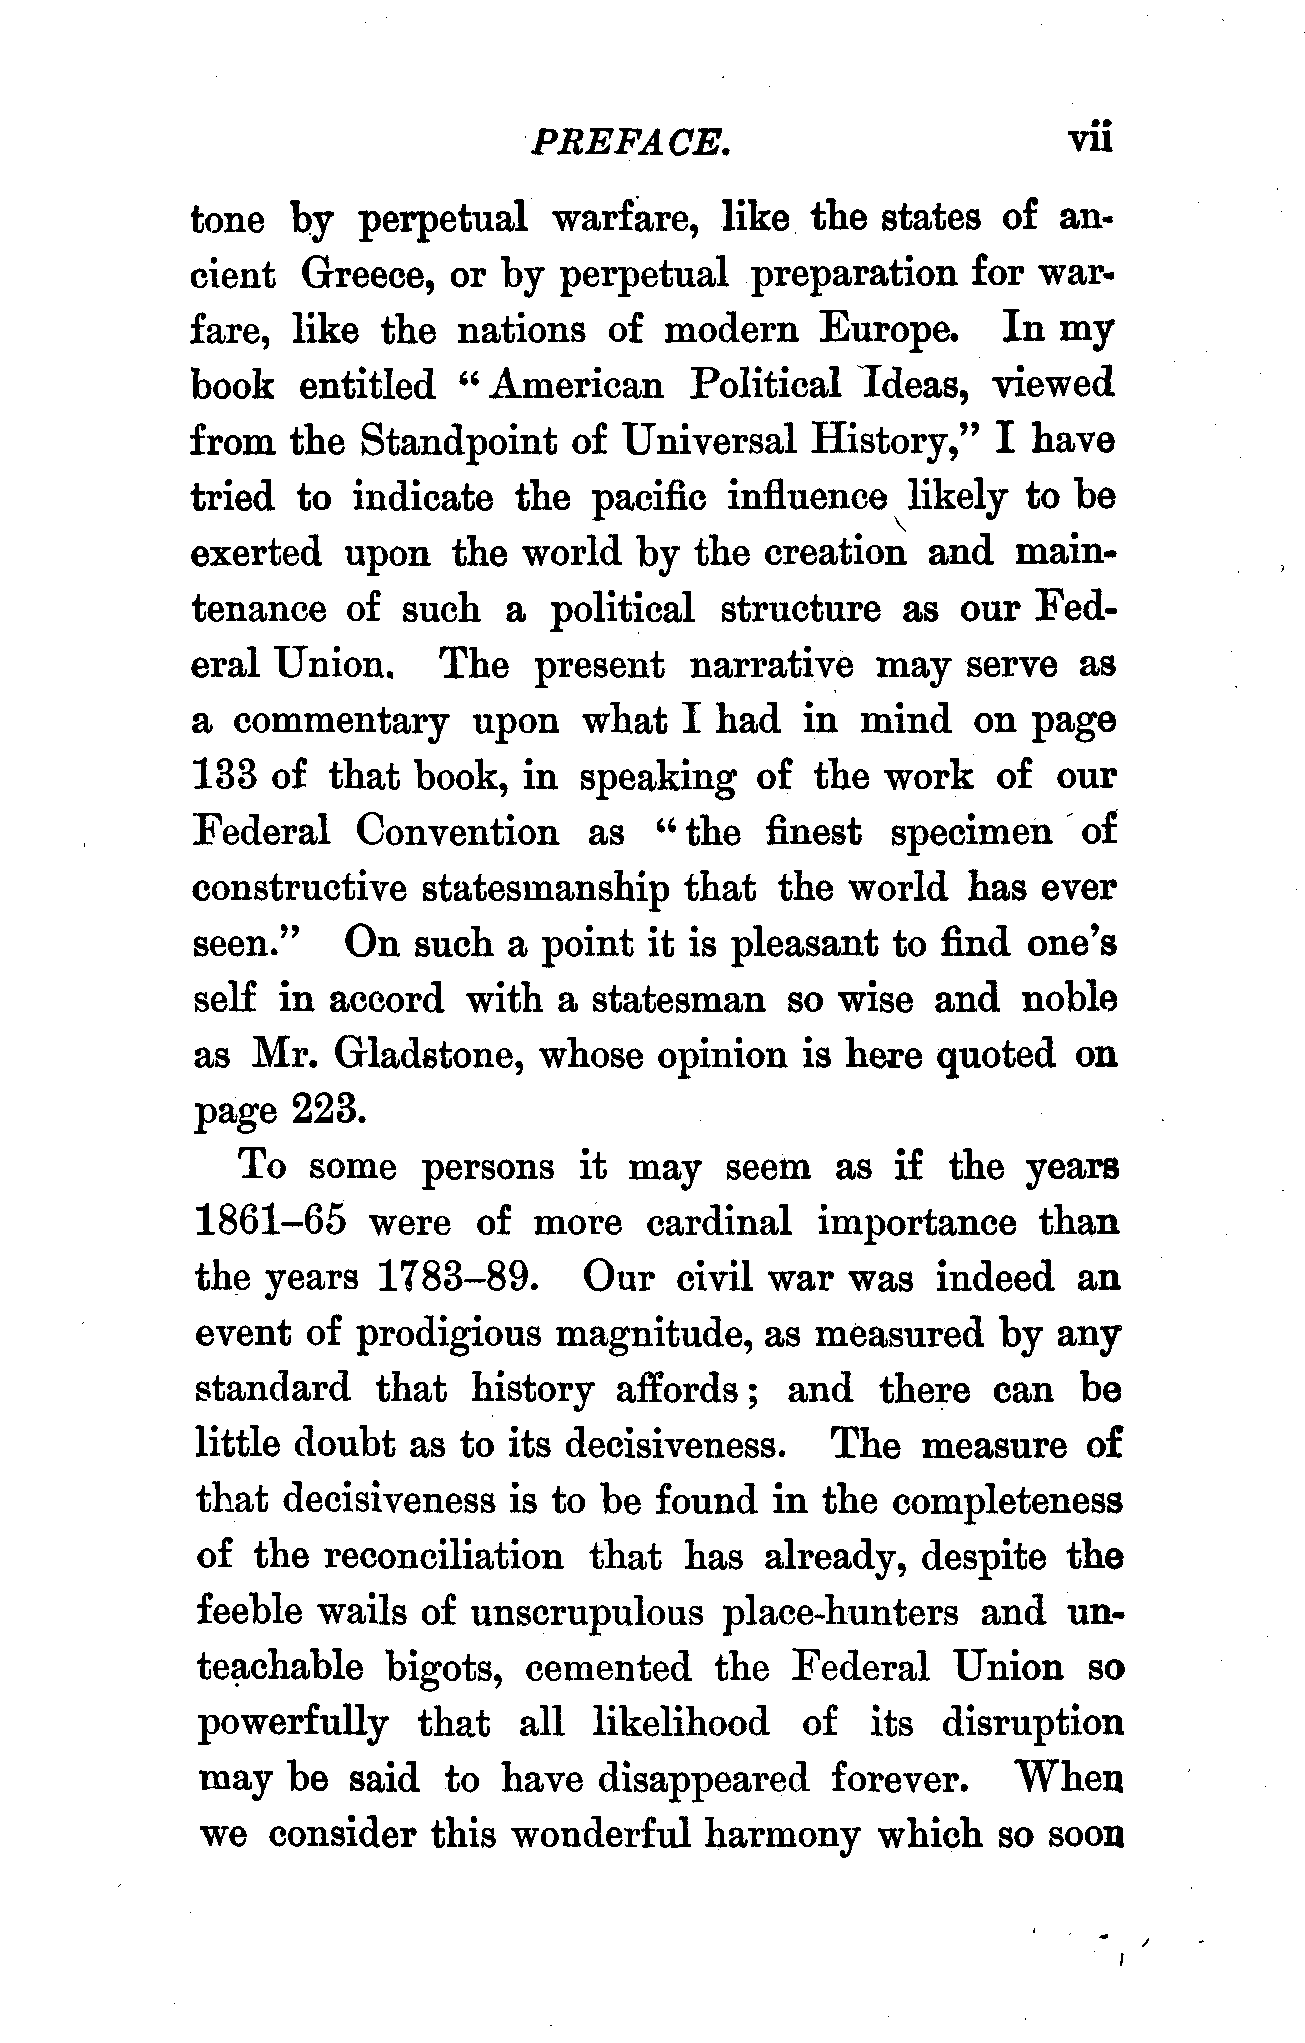 PREFACE. vii
tone by perpetual warfare, like the states of an-
cient Greece, or by perpetual preparation for war-
fare, like the nations of modern Europe. In my
book entitled “ American Political Ideas, viewed
from the Standpoint of Universal History,” I have
tried to indicate the pacific influence likely to be
exerted upon the world by the creation and main-
tenance of such a political structure as our Fed-
eral Union. The present narrative may serve as
a commentary upon what I had in mind on page
133 of that book, in speaking of the work of our
Federal Convention as “ the finest specimen of
constructive statesmanship that the world has ever
seen.” On such a point it is pleasant to find one’s
self in accord with a statesman so wise and noble
as Mr. Gladstone, whose opinion is here quoted on
page 223.
To some persons it may seem as if the years
1861–65 were of more cardinal importance than
the years 1783–89. Our civil war was indeed an
event of prodigious magnitude, as measured by any
standard that history affords ; and there can be
little doubt as to its decisiveness. The measure of
that decisiveness is to be found in the completeness
of the reconciliation that has already, despite the
feeble wails of unscrupulous place-hunters and un-
teachable bigots, cemented the Federal Union so
powerfully that all likelihood of its disruption
may be said to have disappeared forever. When
we consider this wonderful harmony which so soon